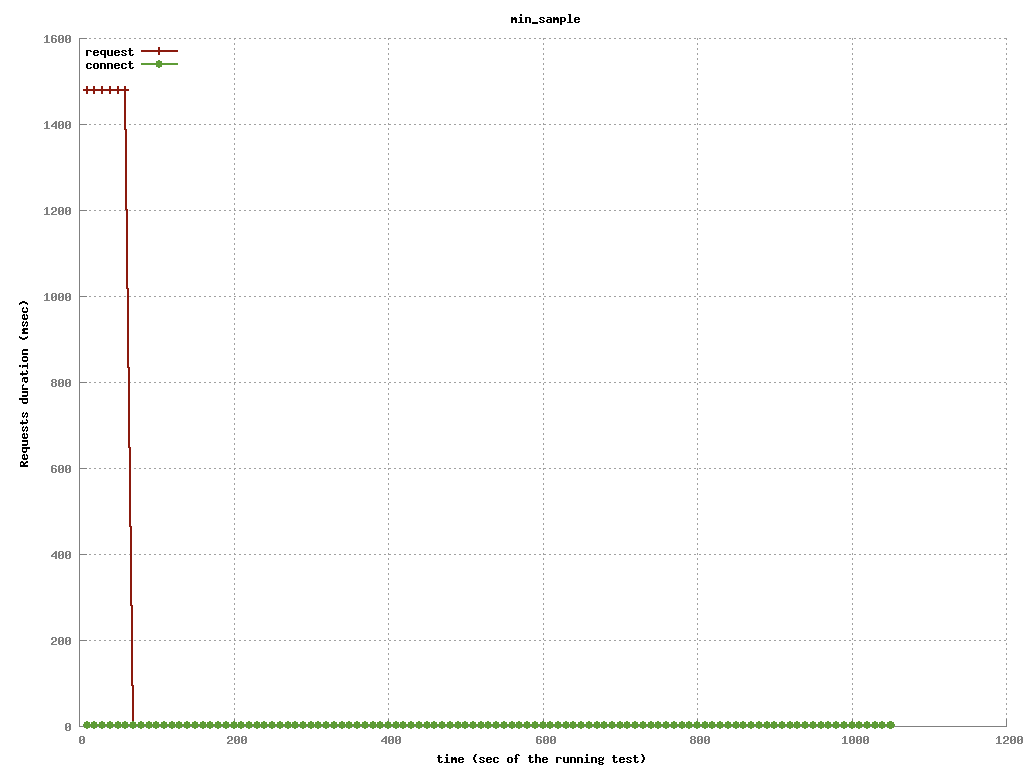 min_sample
request
connect
1600
1400
1200
1000
800
600
400
200
0
0 200 400 600 800 1000 1200
Requests duration (msec)
time (sec of the running test)